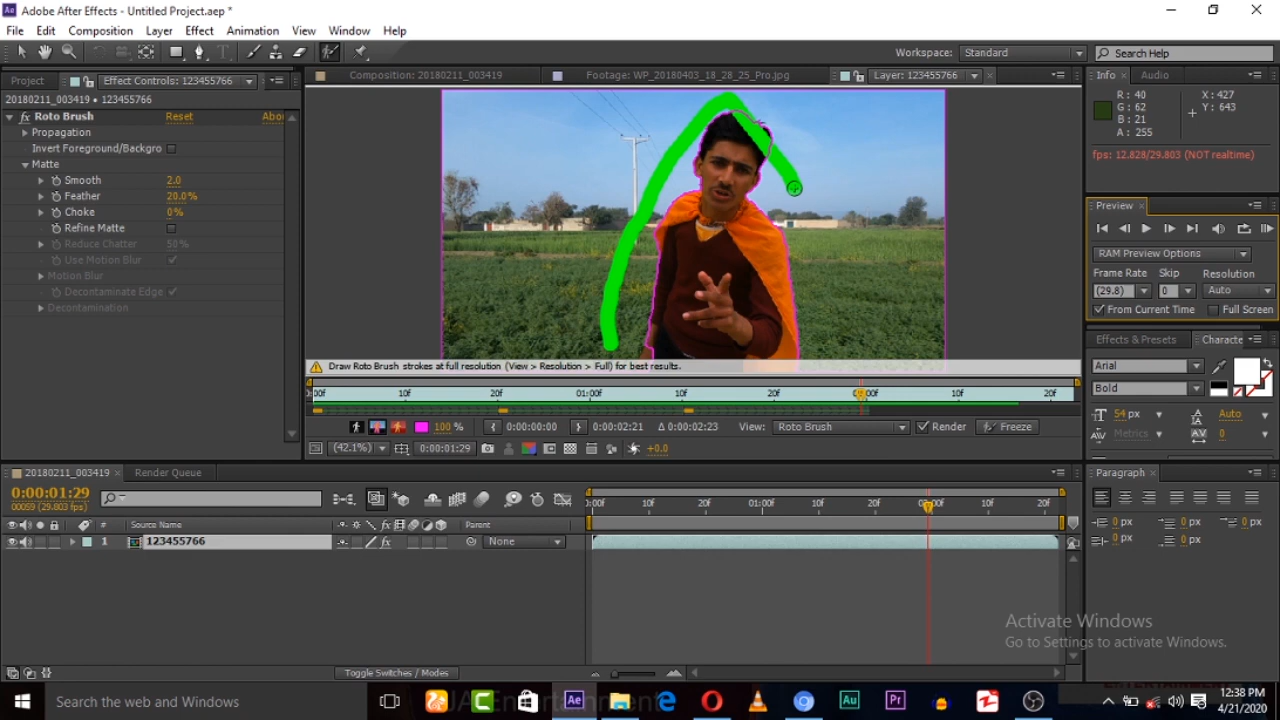 Adobe After Effects - Untitled Project.aep *
File Edit Composition Layer Effect Animation View Window Help
Workspace: Standard Search Help
Project Effect Controls: 123455766 Composition: 20180211_003419 Footage: WP_20180403_18_28_25_Pro.jpg Layer: 123455766 Info Audio
20180211_003419 • 123455766
fx Roto Brush Reset Abo
Propagation
Invert Foreground/Backgro
Matte
Smooth 2.0
Feather 20.0%
Choke 0%
Refine Matte
Reduce Chatter 50%
Use Motion Blur
Motion Blur
Decontaminate Edge
Decontamination
R: 40 X: 427
G: 62 Y: 643
B: 21
A: 255
fps: 12.828/29.803 (NOT realtime)
Preview
RAM Preview Options
Frame Rate Skip Resolution
(29.8) 0 Auto
From Current Time Full Screen
Effects & Presets Characte
Arial
Bold
54 px Auto
Metrics 0
Draw Roto Brush strokes at full resolution (View > Resolution > Full) for best results.
00f 10f 20f 01:00f 10f 20f 00f 10f 20f
100 % 0:00:00:00 0:00:02:21 Δ 0:00:02:23 View: Roto Brush Render Freeze
(42.1%) 0:00:01:29 +0.0
20180211_003419 Render Queue
0:00:01:29
00059 (29.803 fps)
:00f 10f 20f 01:00f 10f 20f 00f 10f 20f
# Source Name Parent
1 123455766 None
Toggle Switches / Modes
Paragraph
0 px 0 px 0 px
0 px 0 px
Activate Windows
Go to Settings to activate Windows.
Search the web and Windows
Entertainment
12:38 PM
4/21/2020